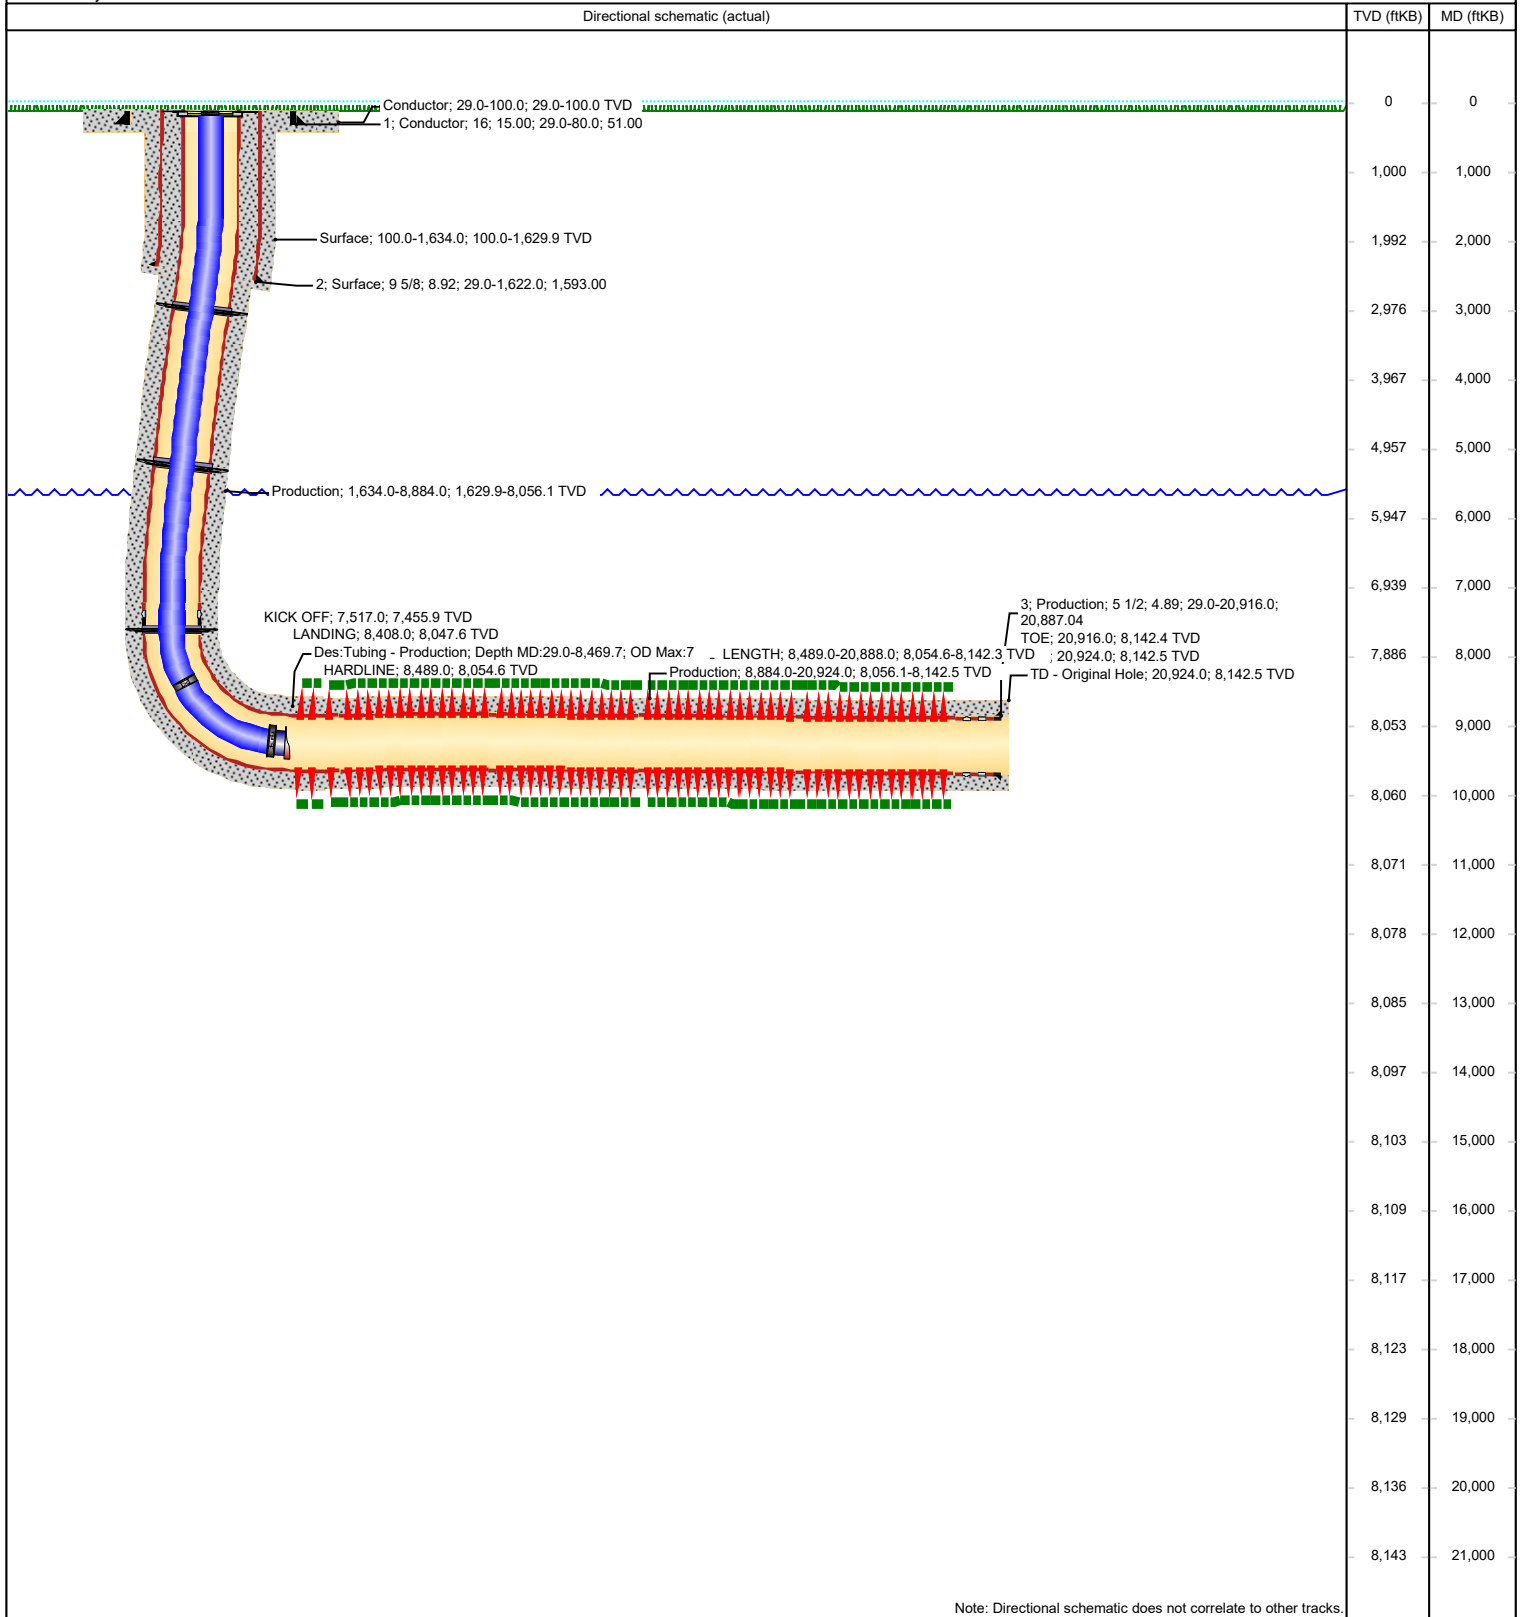 Directional schematic (actual)
TVD (ftKB)
MD (ftKB)
Conductor; 29.0-100.0; 29.0-100.0 TVD
1; Conductor; 16; 15.00; 29.0-80.0; 51.00
Surface; 100.0-1,634.0; 100.0-1,629.9 TVD
2; Surface; 9 5/8; 8.92; 29.0-1,622.0; 1,593.00
Production; 1,634.0-8,884.0; 1,629.9-8,056.1 TVD
KICK OFF; 7,517.0; 7,455.9 TVD
LANDING; 8,408.0; 8,047.6 TVD
Des:Tubing - Production; Depth MD:29.0-8,469.7; OD Max:7
HARDLINE; 8,489.0; 8,054.6 TVD
LENGTH; 8,489.0-20,888.0; 8,054.6-8,142.3 TVD
Production; 8,884.0-20,924.0; 8,056.1-8,142.5 TVD
3; Production; 5 1/2; 4.89; 29.0-20,916.0;
20,887.04
TOE; 20,916.0; 8,142.4 TVD
; 20,924.0; 8,142.5 TVD
TD - Original Hole; 20,924.0; 8,142.5 TVD
0 0
1,000 1,000
1,992 2,000
2,976 3,000
3,967 4,000
4,957 5,000
5,947 6,000
6,939 7,000
7,886 8,000
8,053 9,000
8,060 10,000
8,071 11,000
8,078 12,000
8,085 13,000
8,097 14,000
8,103 15,000
8,109 16,000
8,117 17,000
8,123 18,000
8,129 19,000
8,136 20,000
8,143 21,000
Note: Directional schematic does not correlate to other tracks.